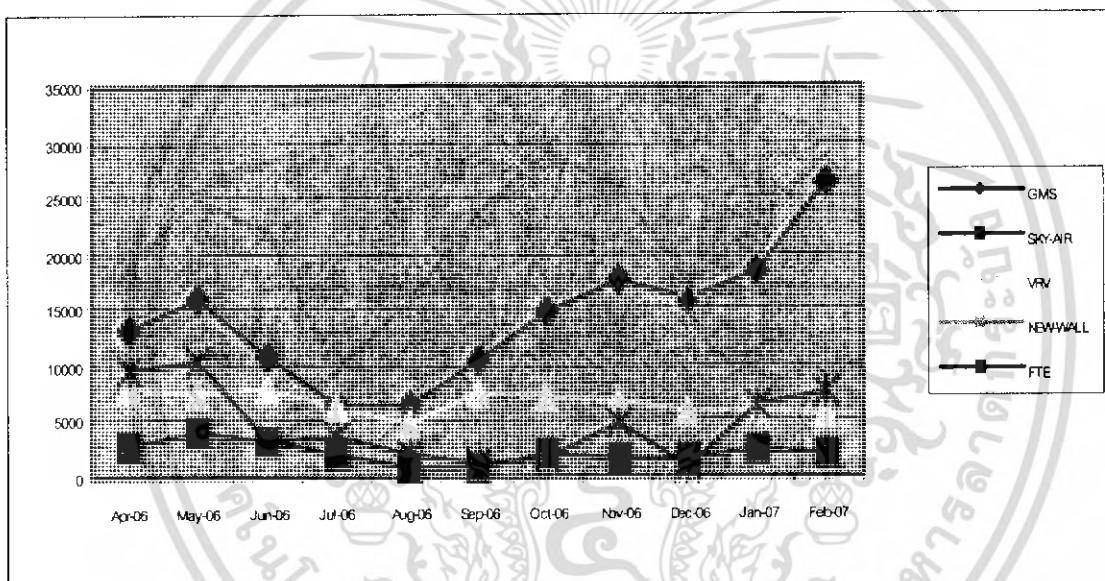 35000
30000
25000
20000
15000
10000
5000
0
Apr-06 May-06 Jun-06 Jul-06 Aug-06 Sep-06 Oct-06 Nov-06 Dec-06 Jan-07 Feb-07
GMS
SKY-AIR
VRV
NEW-WALL
FTE